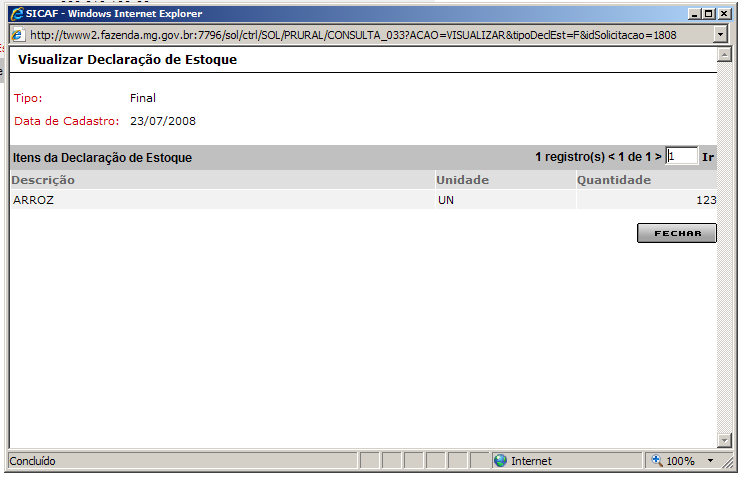 SICAF - Windows Internet Explorer
http://twww2.fazenda.mg.gov.br:7796/sol/ctrl/SOL/PRURAL/CONSULTA_033?ACAO=VISUALIZAR&tipoDeclEst=F&idSolicitacao=1808
Visualizar Declaração de Estoque
Tipo: Final
Data de Cadastro: 23/07/2008
Itens da Declaração de Estoque 1 registro(s) < 1 de 1 > 1 Ir
Descrição Unidade Quantidade
ARROZ UN 123
FECHAR
Concluído Internet 100%